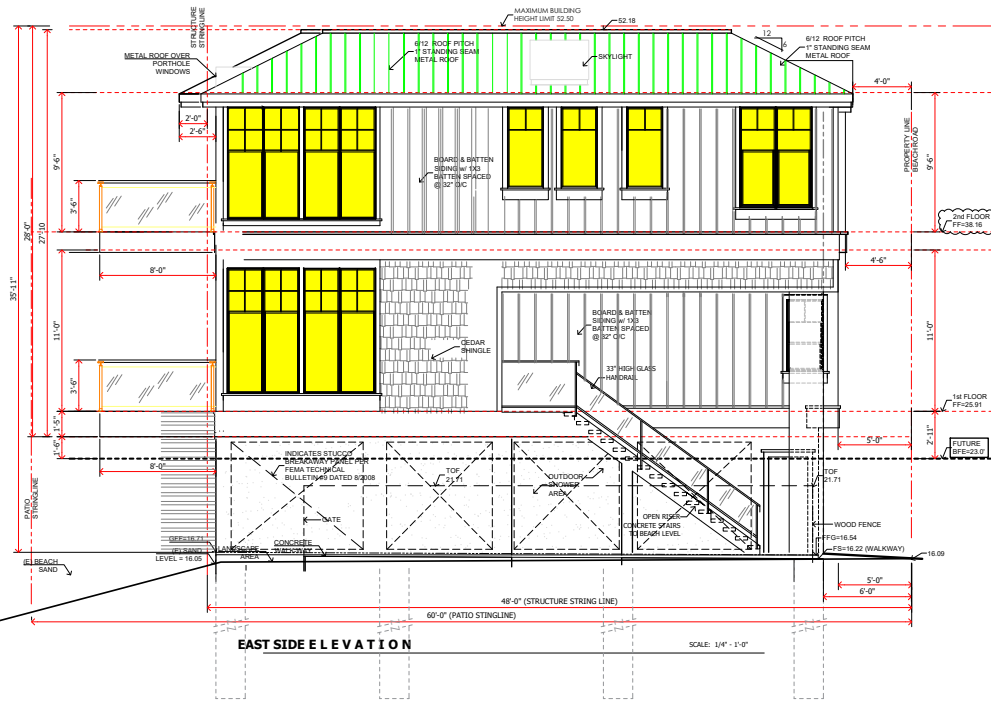 MAXIMUM BUILDING
HEIGHT LIMIT 52.50
52.18
STRUCTURE
STRINGLINE
12
6
METAL ROOF OVER
PORTHOLE
WINDOWS
6/12 ROOF PITCH
1" STANDING SEAM
METAL ROOF
SKYLIGHT
6/12 ROOF PITCH
1" STANDING SEAM
METAL ROOF
4'-0"
2'-0"
2'-6"
9'-6"
BOARD & BATTEN
SIDING w/ 1X3
BATTEN SPACED
@ 32" O/C
PROPERTY LINE
BEACH ROAD
9'-6"
3'-6"
28'-0"
27'-10
2nd FLOOR
FF=38.16
8'-0"
4'-6"
35'-11"
11'-0"
BOARD & BATTEN
SIDING w/ 1X3
BATTEN SPACED
@ 32" O/C
11'-0"
CEDAR
SHINGLE
33" HIGH GLASS
HANDRAIL
3'-6"
1st FLOOR
FF=25.91
1'-5"
1'-6"
5'-0"
2'-11"
FUTURE
BFE=23.0'
8'-0"
INDICATES STUCCO
BREAKAWAY PANEL PER
FEMA TECHNICAL
BULLETIN #9 DATED 8/2008
TOF
21.71
OUTDOOR
SHOWER
AREA
TOF
21.71
PATIO
STRINGLINE
GATE
OPEN RISER
CONCRETE STAIRS
TO BEACH LEVEL
WOOD FENCE
GFF=16.71
(E) SAND
LEVEL = 16.05
LANDSCAPE
AREA
CONCRETE
WALKWAY
FFG=16.54
FS=16.22 (WALKWAY)
16.09
(E) BEACH
SAND
5'-0"
6'-0"
48'-0" (STRUCTURE STRING LINE)
60'-0" (PATIO STINGLINE)
EAST SIDE ELEVATION
SCALE: 1/4" - 1'-0"